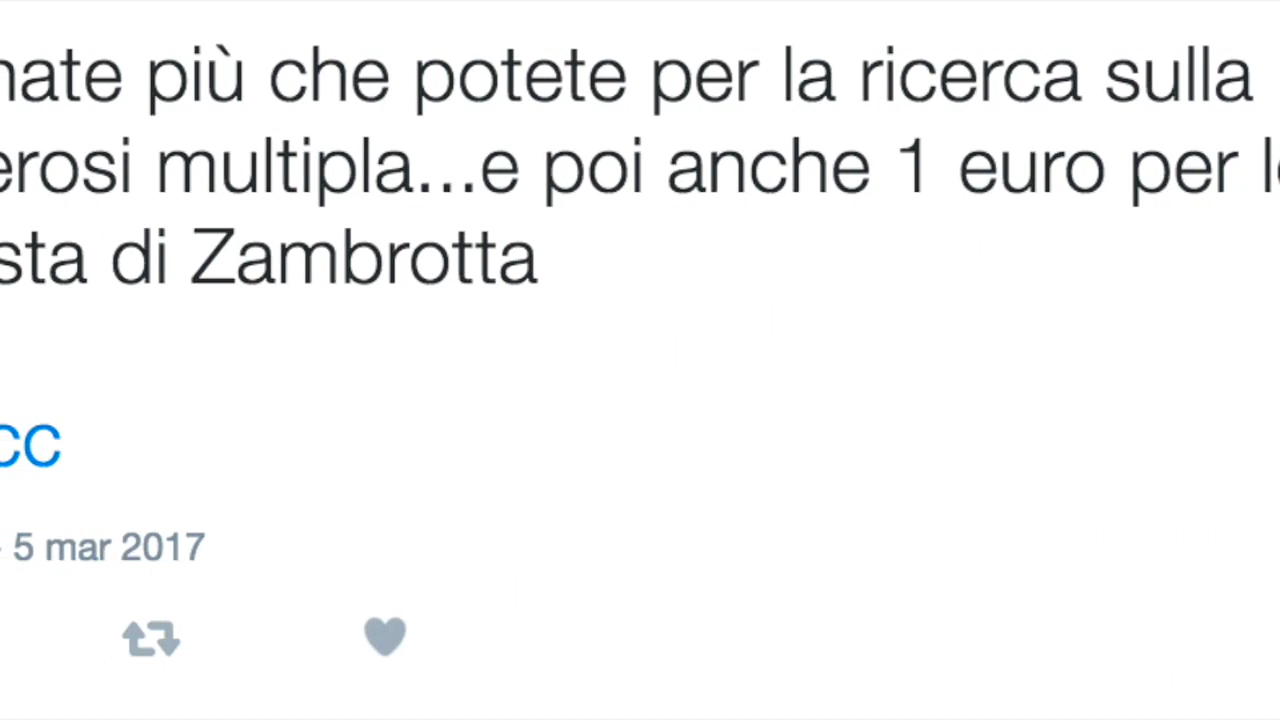 nate più che potete per la ricerca sulla
erosi multipla...e poi anche 1 euro per
sta di Zambrotta
CC
5 mar 2017